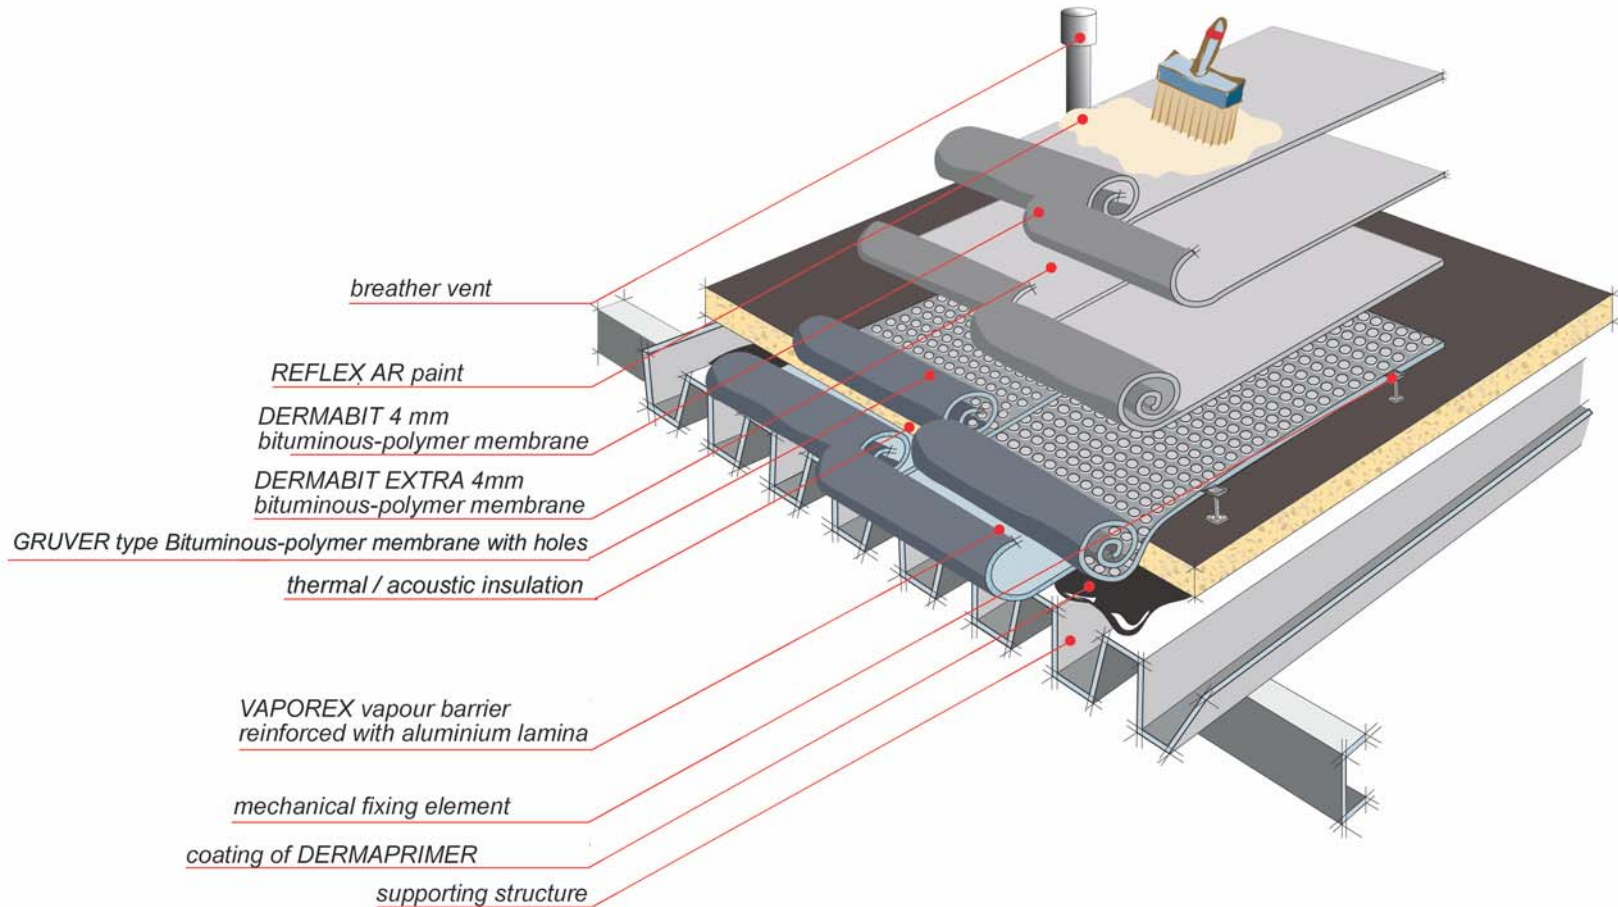 breather vent
REFLEX AR paint
DERMABIT 4 mm
bituminous-polymer membrane
DERMABIT EXTRA 4mm
bituminous-polymer membrane
GRUVER type Bituminous-polymer membrane with holes
thermal / acoustic insulation
VAPOREX vapour barrier
reinforced with aluminium lamina
mechanical fixing element
coating of DERMAPRIMER
supporting structure